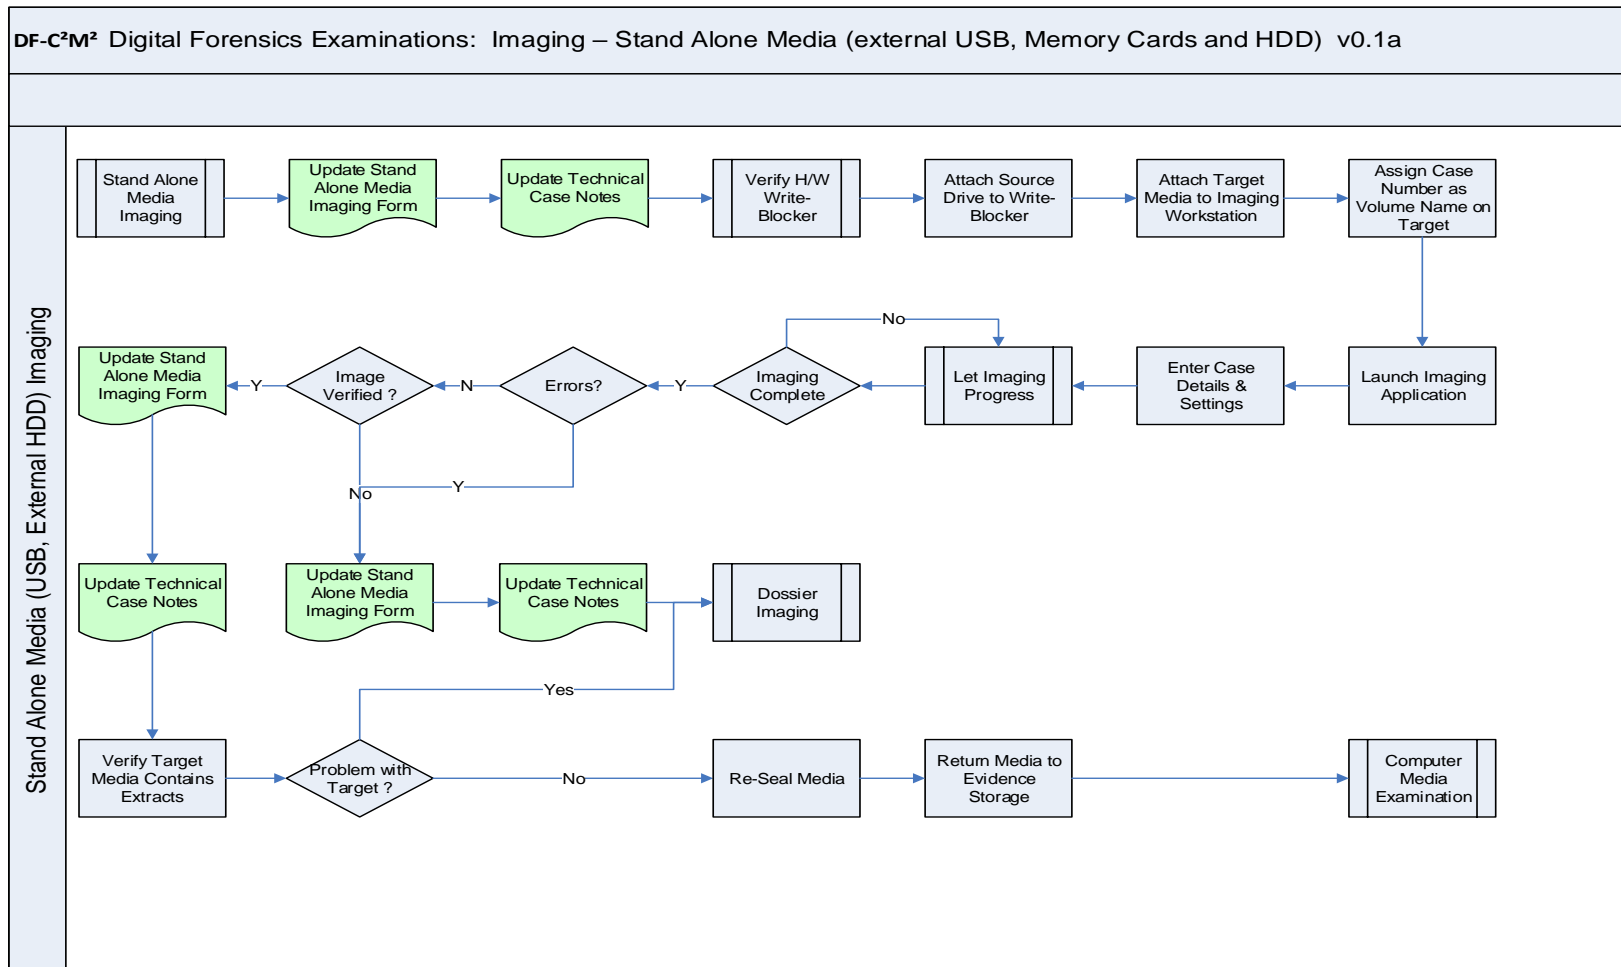 DF-C²M² Digital Forensics Examinations:  Imaging – Stand Alone Media (external USB, Memory Cards and HDD)  v0.1a
Stand Alone Media (USB, External HDD) Imaging
Stand Alone
Media
Imaging
Update Stand
Alone Media
Imaging Form
Update Technical
Case Notes
Verify H/W
Write-
Blocker
Attach Source
Drive to Write-
Blocker
Attach Target
Media to Imaging
Workstation
Assign Case
Number as
Volume Name on
Target
Launch Imaging
Application
Enter Case
Details &
Settings
Let Imaging
Progress
No
Imaging
Complete
Y
Errors?
N
Image
Verified ?
Y
Update Stand
Alone Media
Imaging Form
No
Y
Update Technical
Case Notes
Update Stand
Alone Media
Imaging Form
Update Technical
Case Notes
Dossier
Imaging
Yes
Verify Target
Media Contains
Extracts
Problem with
Target ?
No
Re-Seal Media
Return Media to
Evidence
Storage
Computer
Media
Examination